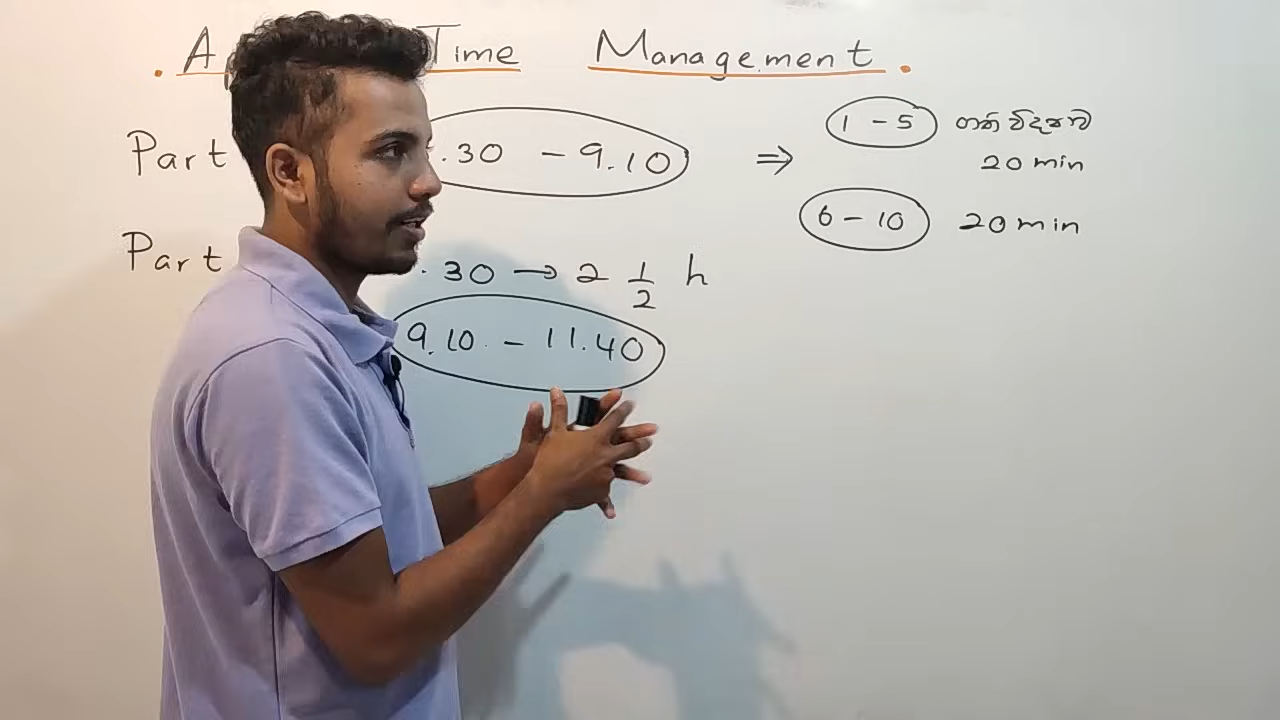 Time Management
Part .30 - 9.10 ⇒ 1 - 5 ගති විද්‍යාව
20 min
6 - 10 20 min
Part .30 → 2 1/2 h
9.10 - 11.40